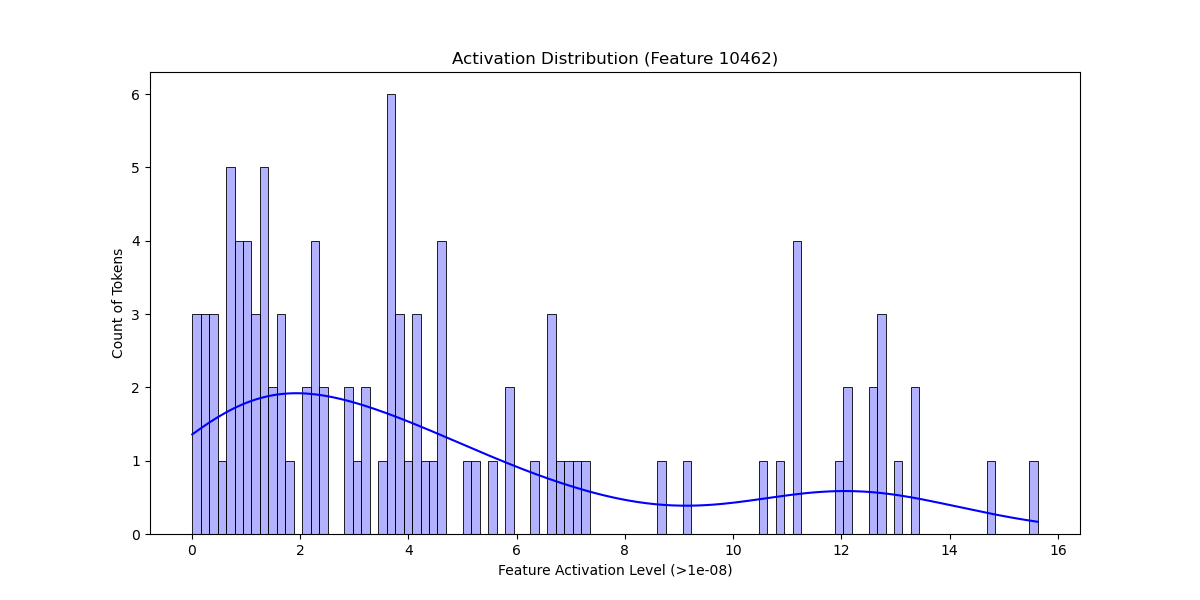 Activation Distribution (Feature 10462)
Count of Tokens
6
5
4
3
2
1
0
0 2 4 6 8 10 12 14 16
Feature Activation Level (>1e-08)